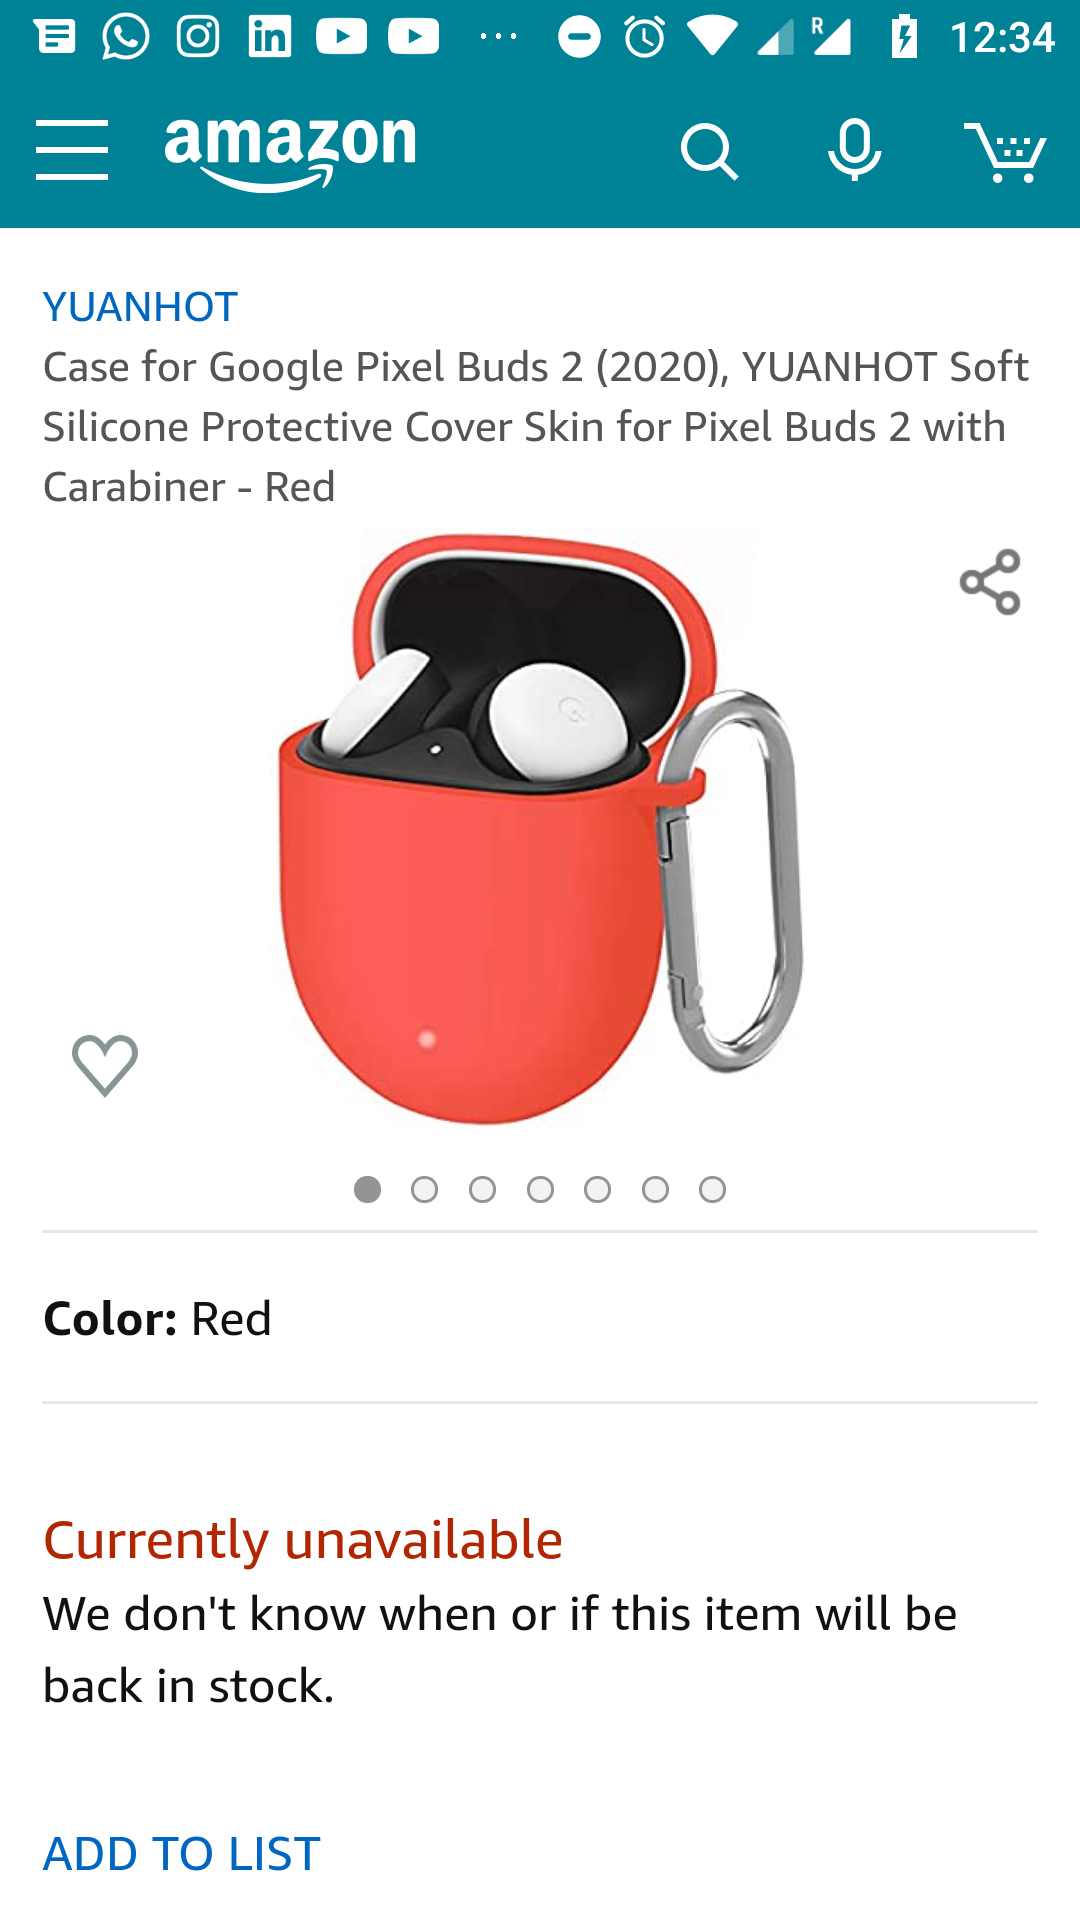 R 12:34
amazon
YUANHOT
Case for Google Pixel Buds 2 (2020), YUANHOT Soft
Silicone Protective Cover Skin for Pixel Buds 2 with
Carabiner - Red
G
Color: Red
Currently unavailable
We don't know when or if this item will be
back in stock.
ADD TO LIST